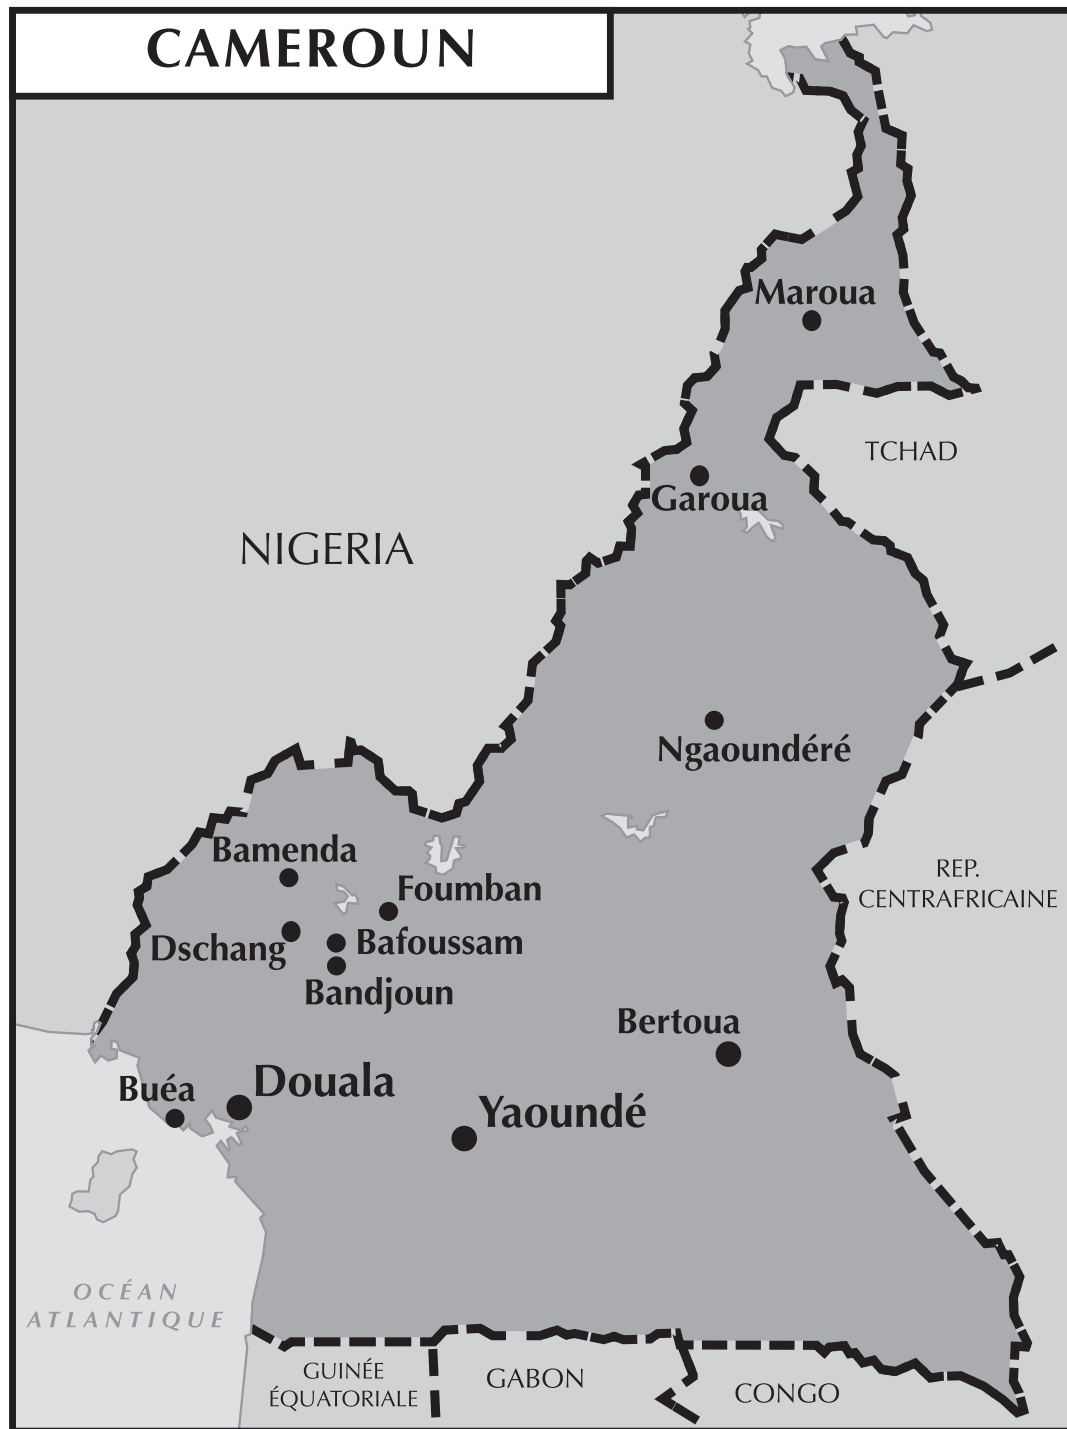 CAMEROUN
Maroua
TCHAD
Garoua
NIGERIA
Ngaoundéré
Bamenda
REP.
CENTRAFRICAINE
Foumban
Dschang
Bafoussam
Bandjoun
Bertoua
Buéa
Douala
Yaoundé
OCÉAN
ATLANTIQUE
GUINÉE
ÉQUATORIALE
GABON
CONGO